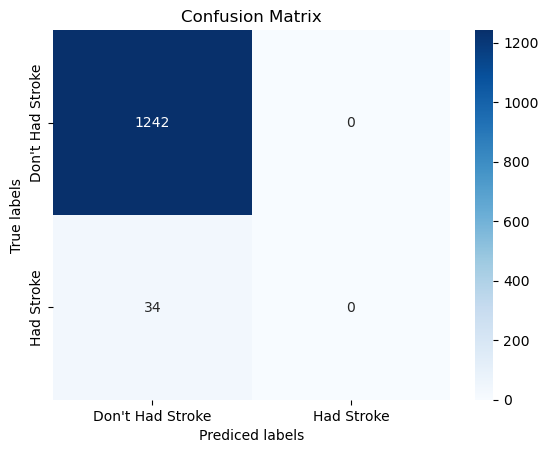 Confusion Matrix
True labels
Don't Had Stroke
Had Stroke
1242
0
34
0
Don't Had Stroke
Had Stroke
Prediced labels
1200
1000
800
600
400
200
0